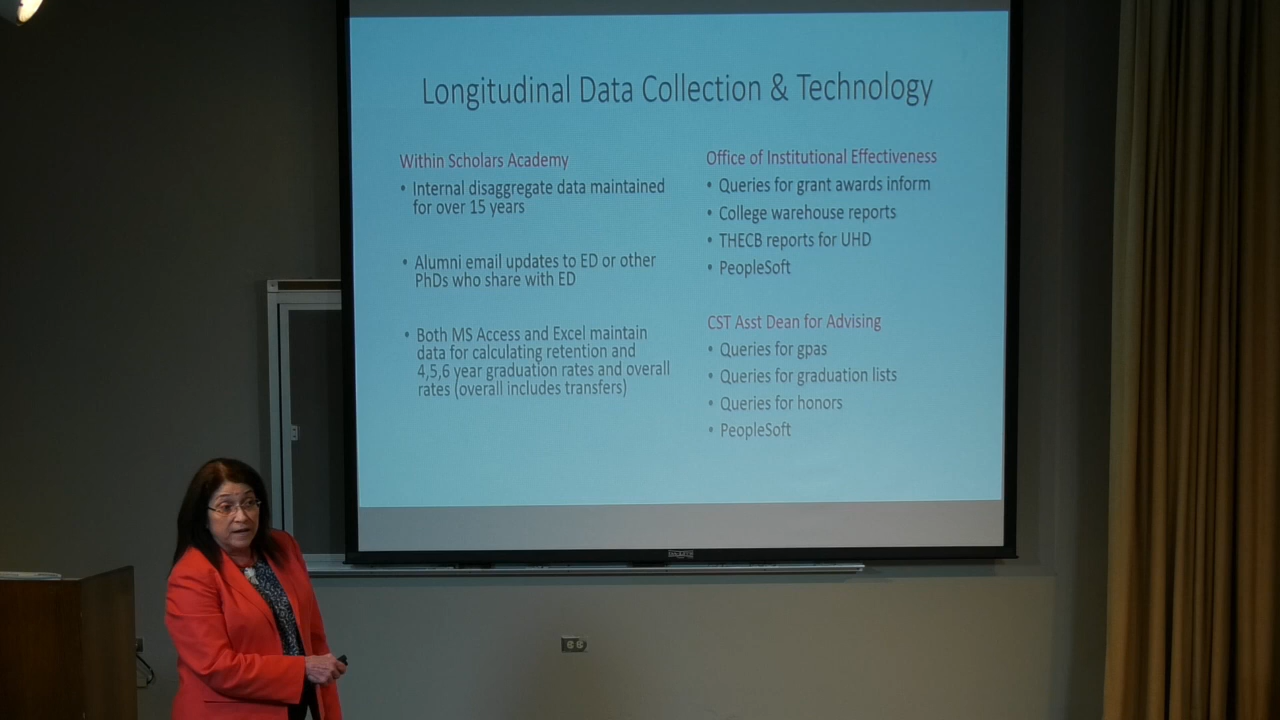 Longitudinal Data Collection & Technology
Within Scholars Academy
• Internal disaggregate data maintained
for over 15 years
• Alumni email updates to ED or other
PhDs who share with ED
• Both MS Access and Excel maintain
data for calculating retention and
4,5,6 year graduation rates and overall
rates (overall includes transfers)
Office of Institutional Effectiveness
• Queries for grant awards inform
• College warehouse reports
• THECB reports for UHD
• PeopleSoft
CST Asst Dean for Advising
• Queries for gpas
• Queries for graduation lists
• Queries for honors
• PeopleSoft